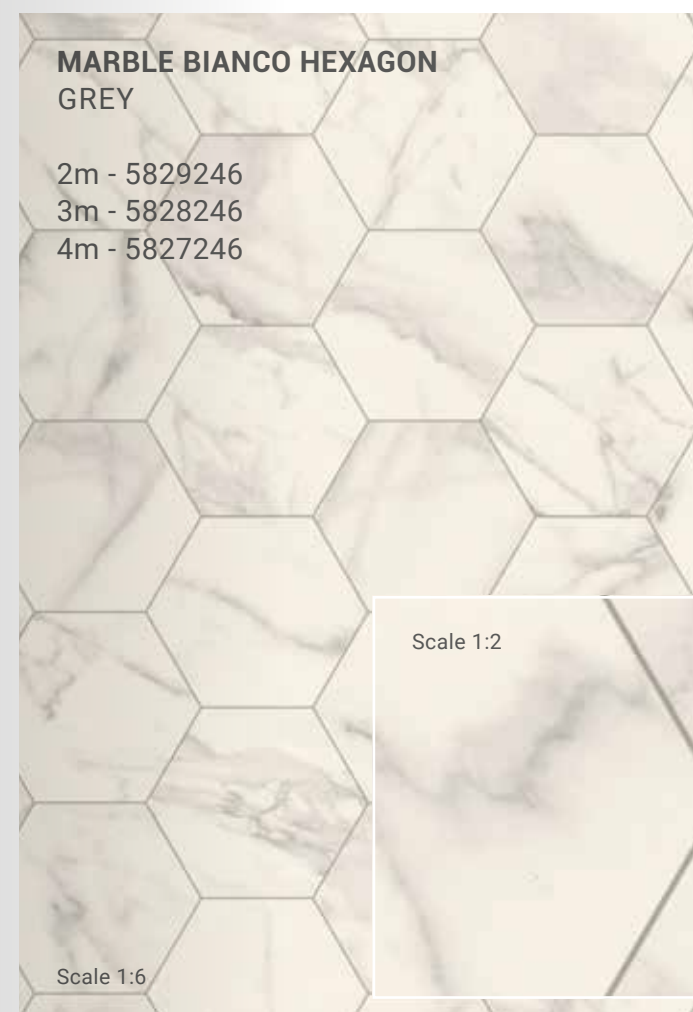 MARBLE BIANCO HEXAGON
GREY
2m - 5829246
3m - 5828246
4m - 5827246
Scale 1:2
Scale 1:6